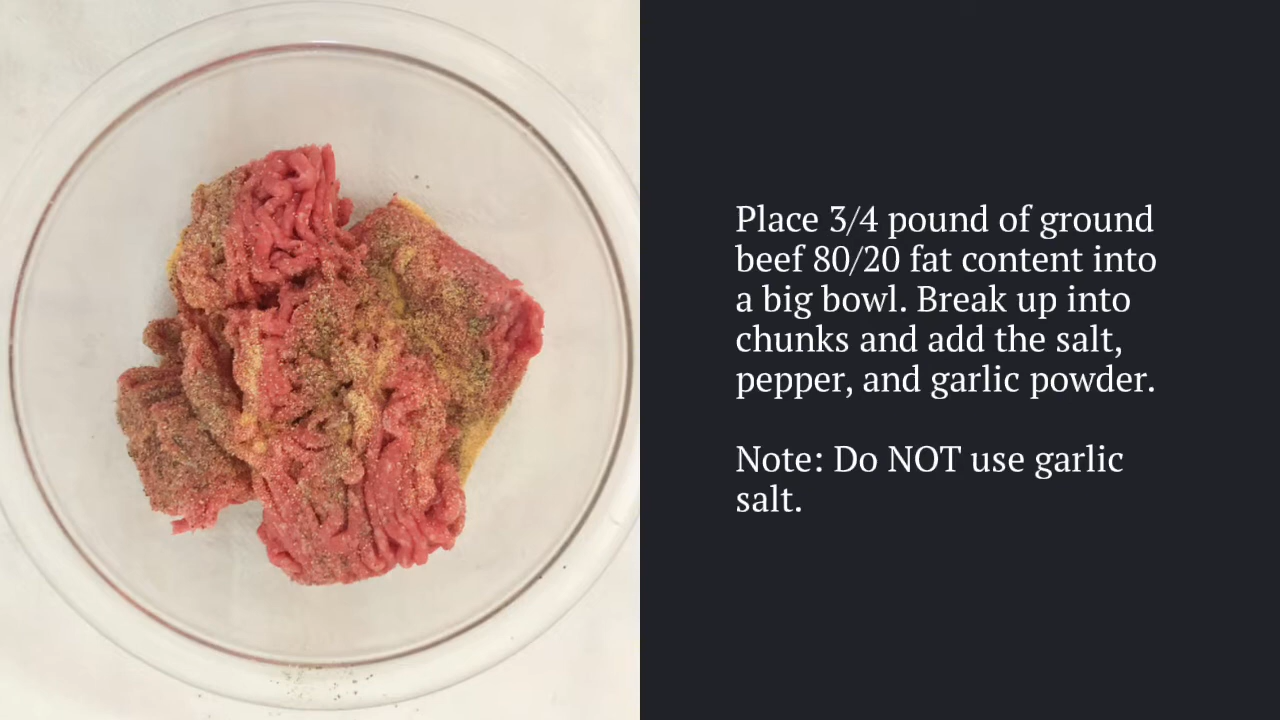 Place 3/4 pound of ground
beef 80/20 fat content into
a big bowl. Break up into
chunks and add the salt,
pepper, and garlic powder.
Note: Do NOT use garlic
salt.